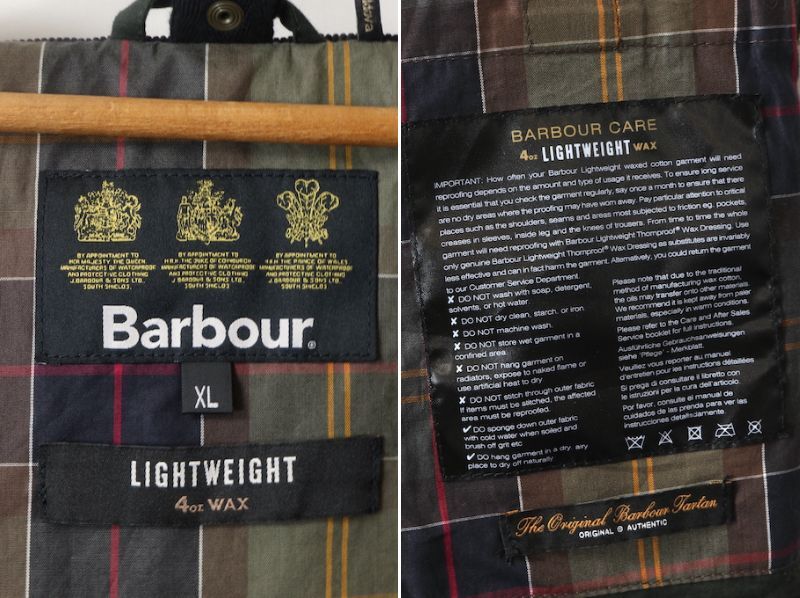 BY APPOINTMENT TO
HER MAJESTY THE QUEEN
MANUFACTURERS OF WATERPROOF
AND PROTECTIVE CLOTHING
J.BARBOUR & SONS LTD.
SOUTH SHIELDS
BY APPOINTMENT TO
H.R.H. THE DUKE OF EDINBURGH
MANUFACTURERS OF WATERPROOF
AND PROTECTIVE CLOTHING
J.BARBOUR & SONS LTD.
SOUTH SHIELDS
BY APPOINTMENT TO
H.R.H. THE PRINCE OF WALES
MANUFACTURERS OF WATERPROOF
AND PROTECTIVE CLOTHING
J.BARBOUR & SONS LTD.
SOUTH SHIELDS
Barbour®
XL
LIGHTWEIGHT
4oz WAX
BARBOUR CARE
4oz LIGHTWEIGHT WAX
IMPORTANT: How often your Barbour Lightweight waxed cotton garment will need
reproofing depends on the amount and type of usage it receives. To ensure long service
it is essential that you check the garment regularly, say once a month to ensure that there
are no dry areas where the proofing may have worn away. Pay particular attention to critical
places such as the shoulders, seams and areas most subjected to friction eg. pockets,
creases in sleeves, inside leg and the knees of trousers. From time to time the whole
garment will need reproofing with Barbour Lightweight Thornproof® Wax Dressing. Use
only genuine Barbour Lightweight Thornproof® Wax Dressing as substitutes are invariably
less effective and can in fact harm the garment. Alternatively, you could return the garment
to our Customer Service Department.
✗ DO NOT wash with soap, detergent,
solvents, or hot water.
✗ DO NOT dry clean, starch, or iron.
✗ DO NOT machine wash.
✗ DO NOT store wet garment in a
confined area.
✗ DO NOT hang garment on
radiators, expose to naked flame or
use artificial heat to dry
✗ DO NOT stitch through outer fabric
If items must be stitched, the affected
area must be reproofed.
✓ DO sponge down outer fabric
with cold water when soiled and
brush off grit etc
✓ DO hang garment in a dry airy
place to dry off naturally
Please note that due to the traditional
method of manufacturing wax cotton,
the oils may transfer onto other materials.
We recommend it is kept away from paler
materials, especially in warm conditions.
Please refer to the Care and After Sales
Service booklet for full instructions.
Ausführliche Gebrauchsanweisungen
siehe 'Pflege' - Merkblatt.
Veuillez vous reporter au manuel
d'entretien pour les instructions détaillées
Si prega di consultare il libretto con
le istruzioni per la cura dell'articolo.
Por favor, consulte el manual de
cuidados de las prenda para ver las
instrucciones detalladamente.
The Original Barbour Tartan
ORIGINAL & AUTHENTIC